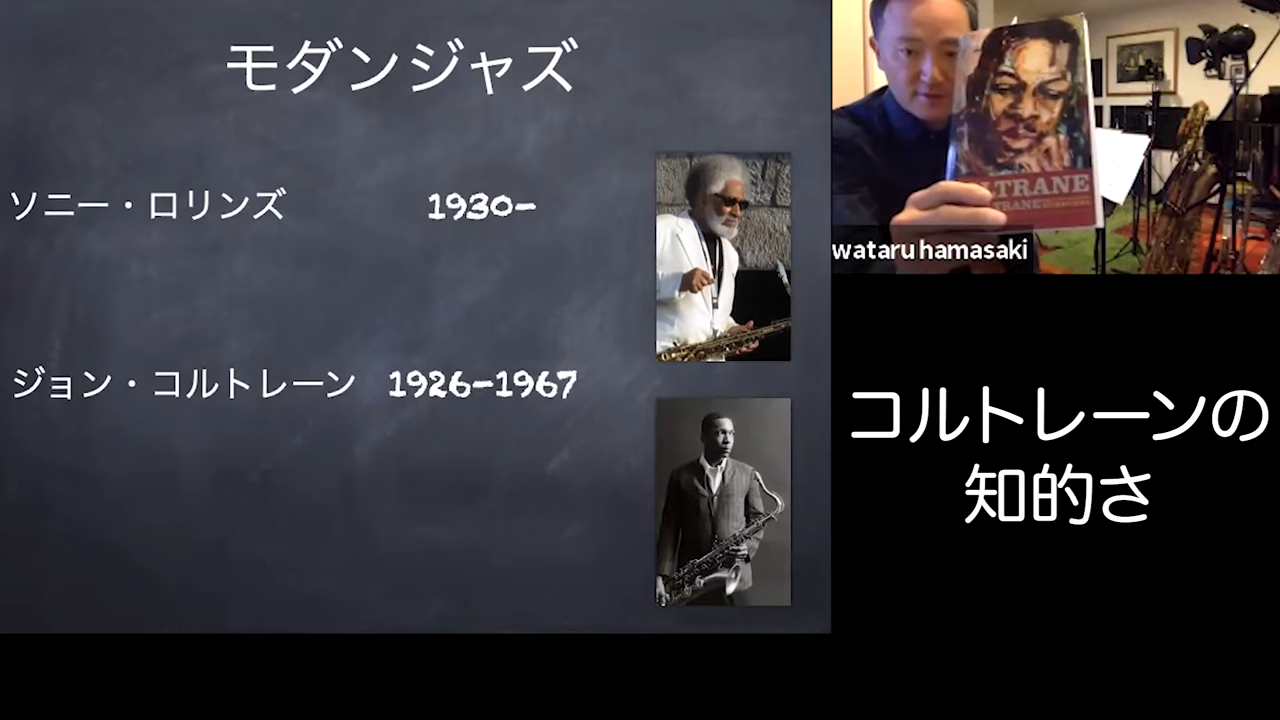 モダンジャズ
ソニー・ロリンズ 1930-
ジョン・コルトレーン 1926-1967
LTRANE
TRANE
wataru hamasaki
コルトレーンの
知的さ